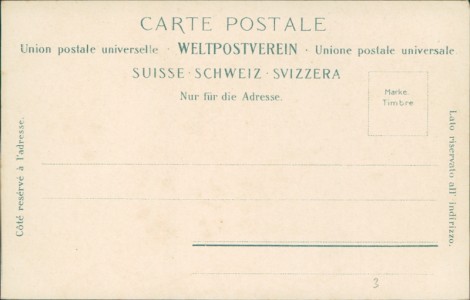 CARTE POSTALE
Union postale universelle · WELTPOSTVEREIN · Unione postale universale
SUISSE · SCHWEIZ · SVIZZERA
Nur für die Adresse.
Marke.
Timbre
Côté reservé à l'adresse.
Lato riservato all' Indirizzo.
3